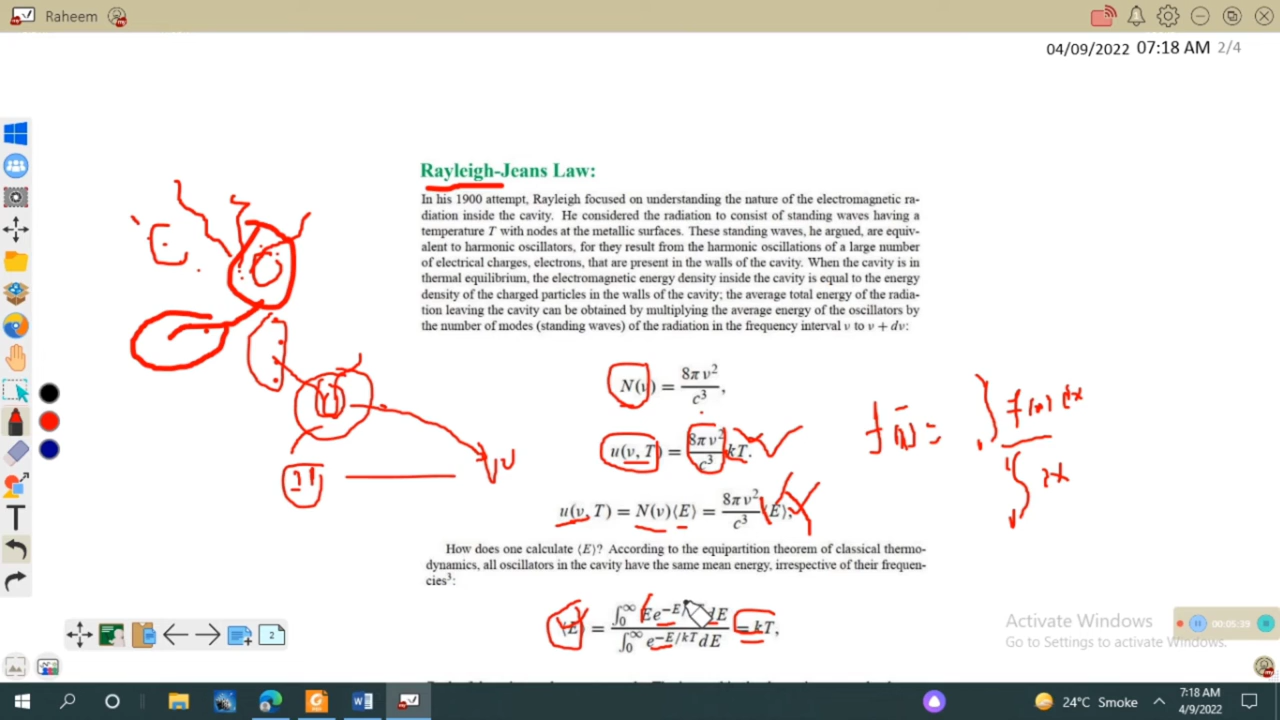 Raheem
04/09/2022 07:18 AM 2/4
Rayleigh-Jeans Law:
In his 1900 attempt, Rayleigh focused on understanding the nature of the electromagnetic ra-
diation inside the cavity. He considered the radiation to consist of standing waves having a
temperature T with nodes at the metallic surfaces. These standing waves, he argued, are equiv-
alent to harmonic oscillators, for they result from the harmonic oscillations of a large number
of electrical charges, electrons, that are present in the walls of the cavity. When the cavity is in
thermal equilibrium, the electromagnetic energy density inside the cavity is equal to the energy
density of the charged particles in the walls of the cavity; the average total energy of the radia-
tion leaving the cavity can be obtained by multiplying the average energy of the oscillators by
the number of modes (standing waves) of the radiation in the frequency interval ν to ν + dν:
N(ν) = 8πν²/c³,
u(ν, T) = 8πν²/c³ kT.
u(ν, T) = N(ν)⟨E⟩ = 8πν²/c³ ⟨E⟩,
How does one calculate ⟨E⟩? According to the equipartition theorem of classical thermo-
dynamics, all oscillators in the cavity have the same mean energy, irrespective of their frequen-
cies³:
⟨E⟩ = ∫₀^∞ Ee^−E dE / ∫₀^∞ e^−E/kT dE = kT,
Activate Windows
Go to Settings to activate Windows.
00:05:39
2
24°C Smoke
7:18 AM
4/9/2022